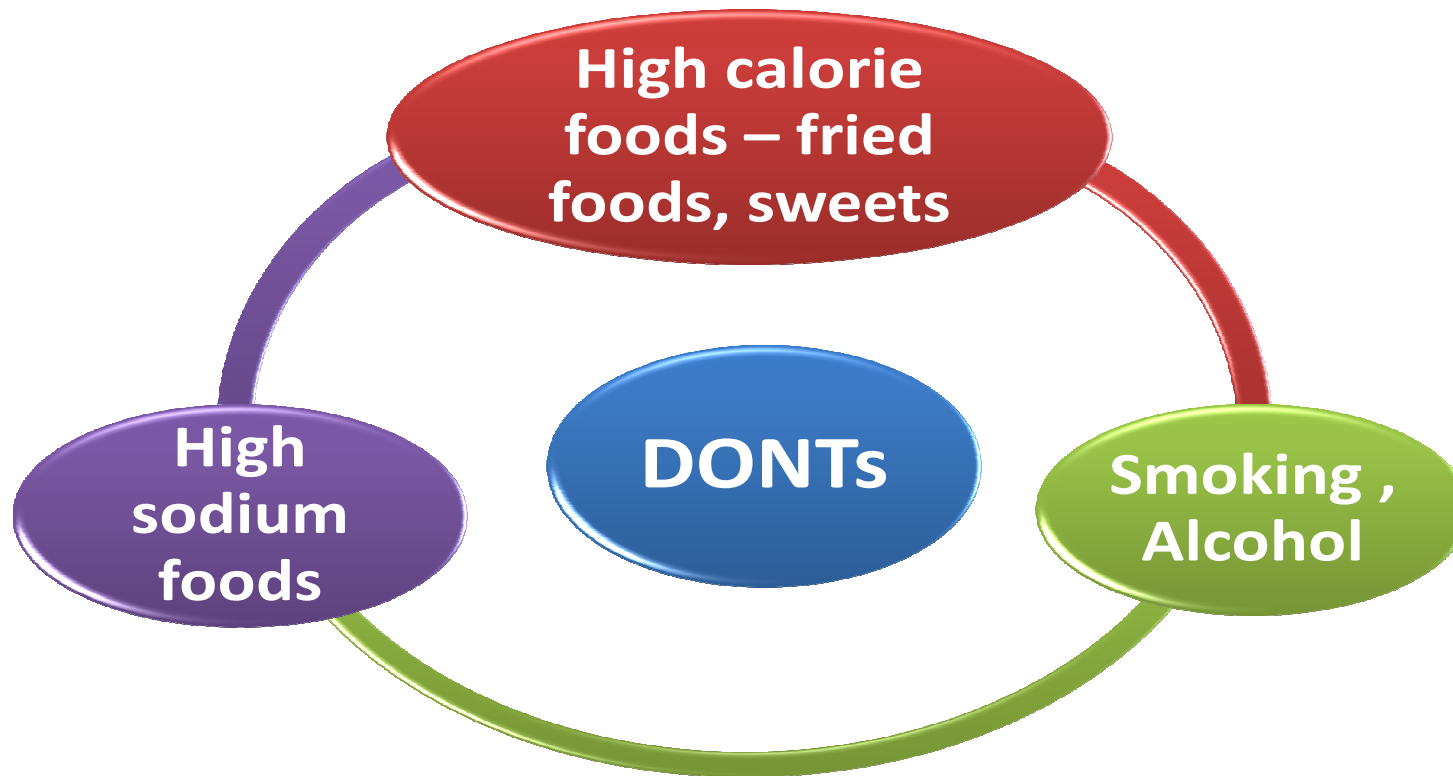 High calorie
foods – fried
foods, sweets
DONTs
High
sodium
foods
Smoking ,
Alcohol